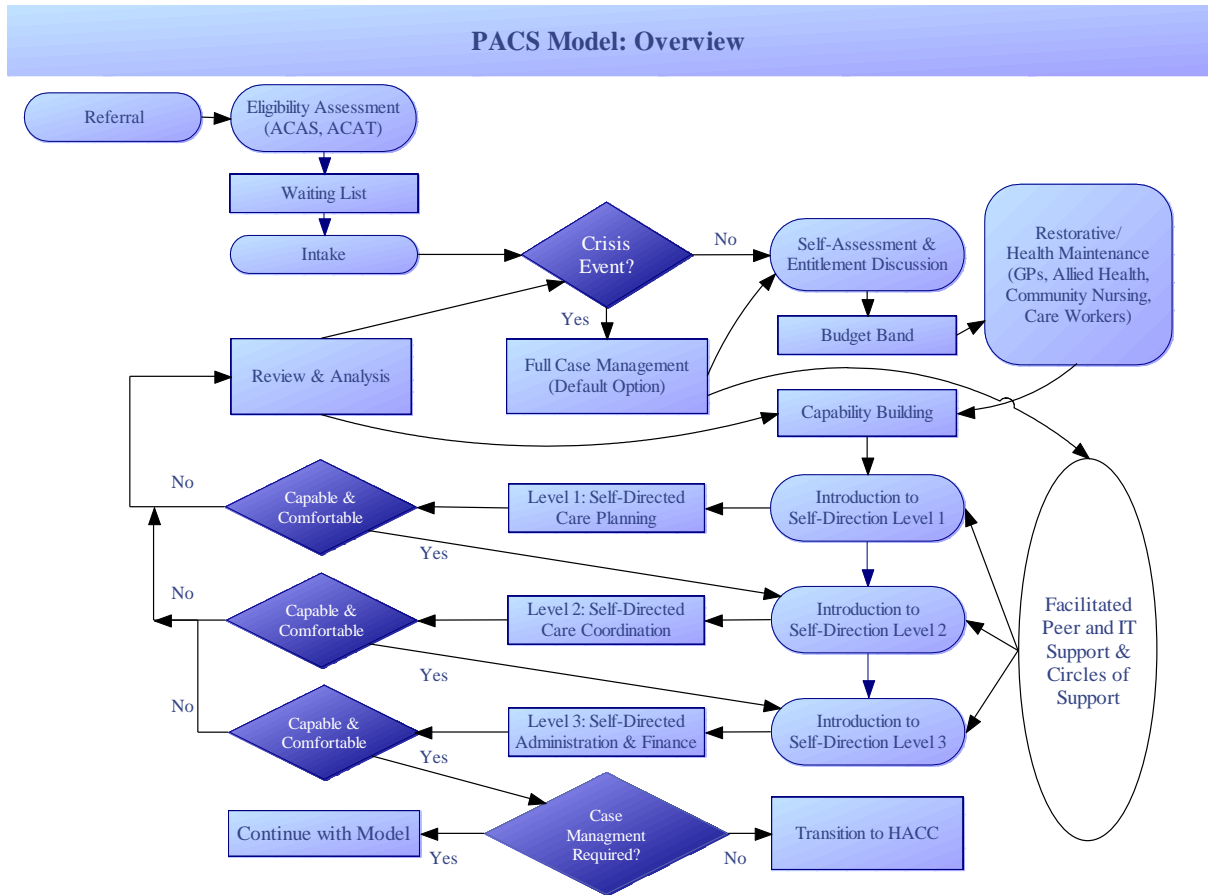 PACS Model: Overview
Referral
Eligibility Assessment
(ACAS, ACAT)
Waiting List
Intake
Crisis
Event?
No
Yes
Self-Assessment &
Entitlement Discussion
Budget Band
Restorative/
Health Maintenance
(GPs, Allied Health,
Community Nursing,
Care Workers)
Review & Analysis
Full Case Management
(Default Option)
Capability Building
No
Capable &
Comfortable
Yes
Level 1: Self-Directed
Care Planning
Introduction to
Self-Direction Level 1
No
Capable &
Comfortable
Yes
Level 2: Self-Directed
Care Coordination
Introduction to
Self-Direction Level 2
Facilitated
Peer and IT
Support &
Circles of
Support
No
Capable &
Comfortable
Yes
Level 3: Self-Directed
Administration & Finance
Introduction to
Self-Direction Level 3
Continue with Model
Yes
Case
Managment
Required?
No
Transition to HACC